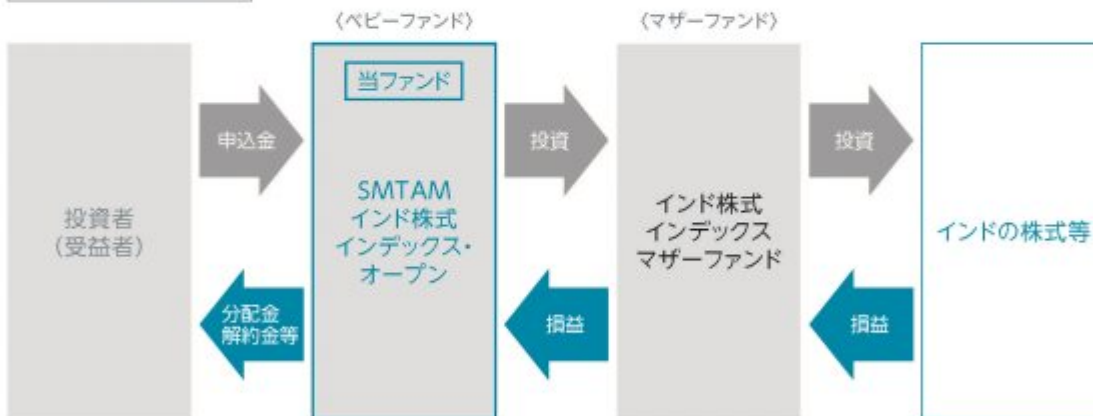 〈ベビーファンド〉
〈マザーファンド〉
当ファンド
申込金
投資
投資
投資者
(受益者)
SMTAM
インド株式
インデックス・
オープン
インド株式
インデックス
マザーファンド
インドの株式等
分配金
解約金等
損益
損益